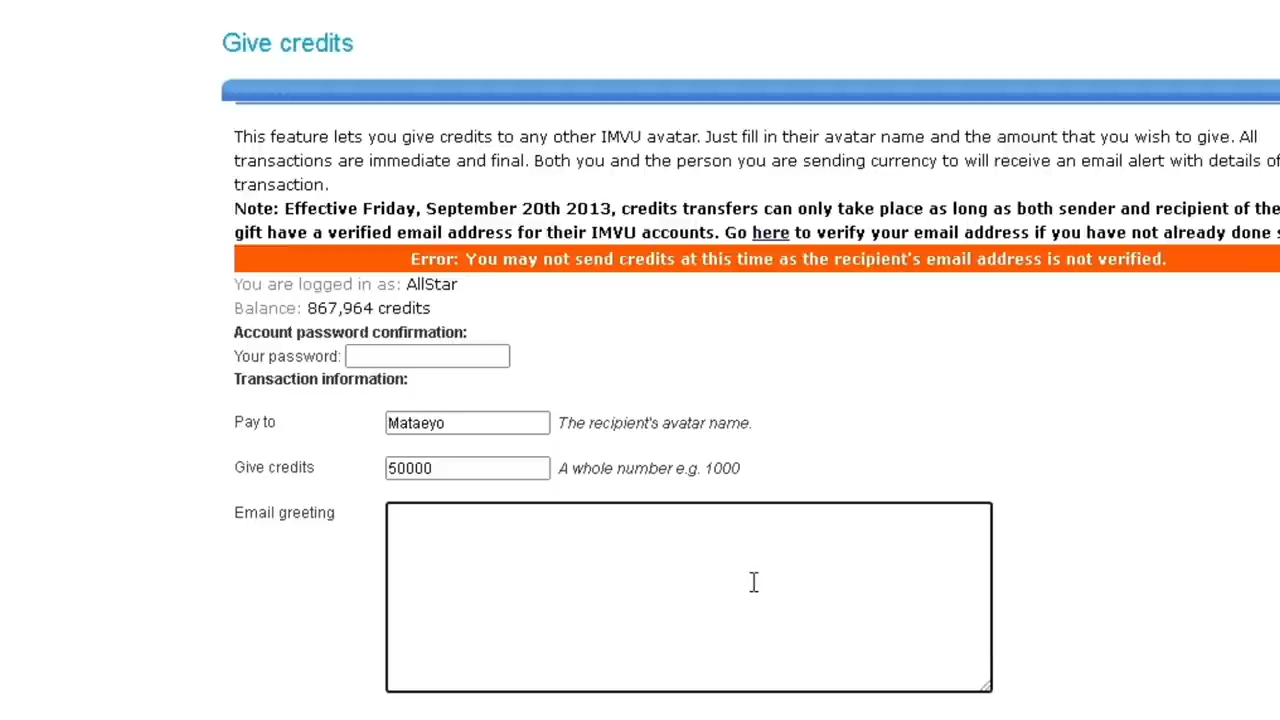 Give credits
This feature lets you give credits to any other IMVU avatar. Just fill in their avatar name and the amount that you wish to give. All
transactions are immediate and final. Both you and the person you are sending currency to will receive an email alert with details of
transaction.
Note: Effective Friday, September 20th 2013, credits transfers can only take place as long as both sender and recipient of the
gift have a verified email address for their IMVU accounts. Go here to verify your email address if you have not already done
Error: You may not send credits at this time as the recipient's email address is not verified.
You are logged in as: AllStar
Balance: 867,964 credits
Account password confirmation:
Your password:
Transaction information:
Pay to Mataeyo The recipient's avatar name.
Give credits 50000 A whole number e.g. 1000
Email greeting